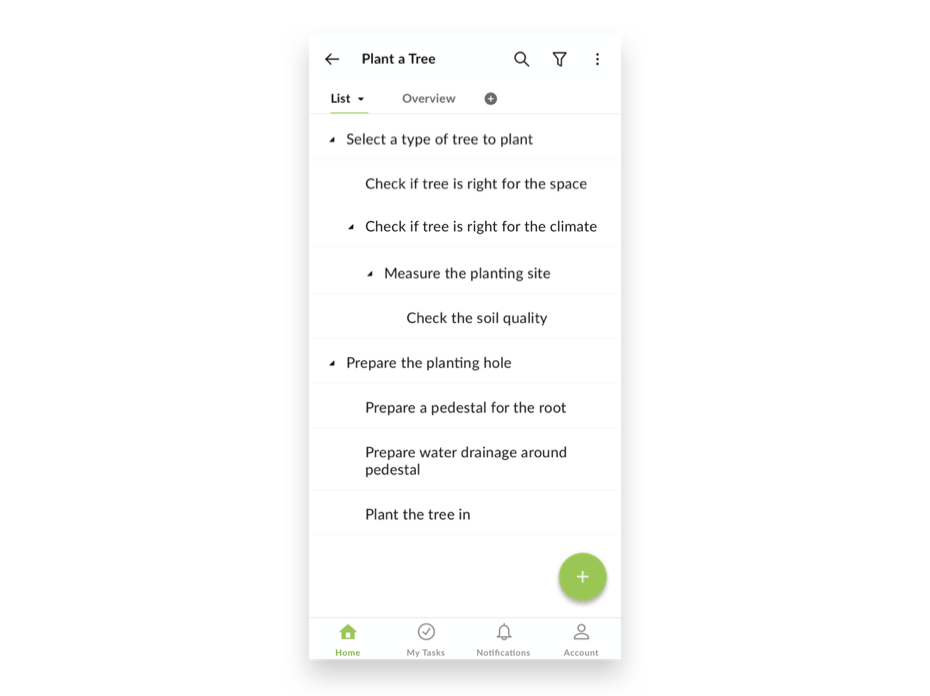 Plant a Tree
List Overview
Select a type of tree to plant
Check if tree is right for the space
Check if tree is right for the climate
Measure the planting site
Check the soil quality
Prepare the planting hole
Prepare a pedestal for the root
Prepare water drainage around
pedestal
Plant the tree in
Home My Tasks Notifications Account